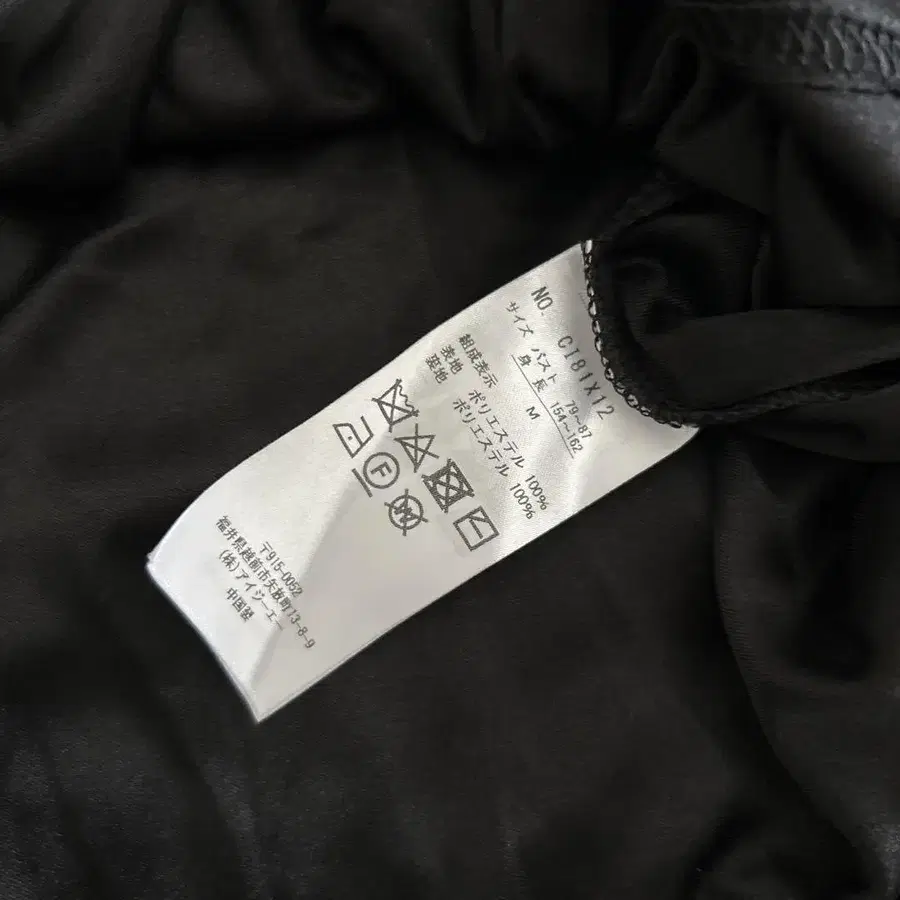 NO. CI81X12
サイズ バスト 79~87
身長 154~162
M
組成表示
表地 ポリエステル 100%
裏地 ポリエステル 100%
F
W
〒915-0052
福井県越前市矢放町13-8-9
(株)アイジーエー
中国製